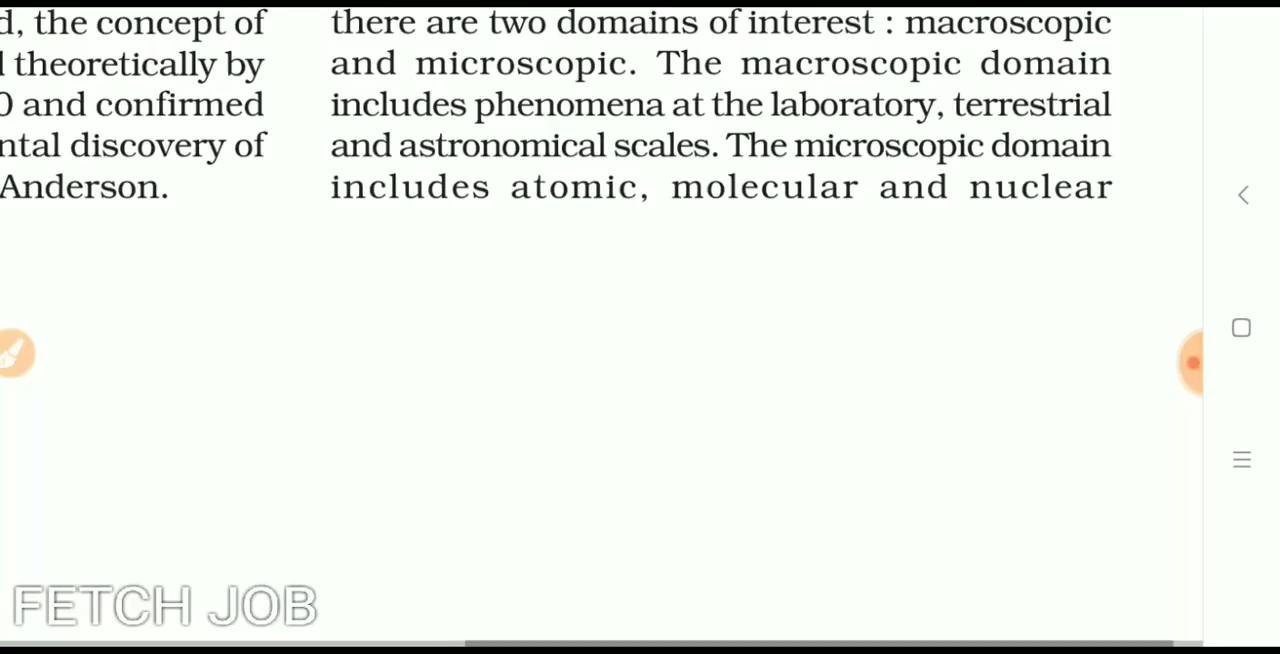 d, the concept of
l theoretically by
0 and confirmed
ntal discovery of
Anderson.
there are two domains of interest : macroscopic
and microscopic. The macroscopic domain
includes phenomena at the laboratory, terrestrial
and astronomical scales. The microscopic domain
includes atomic, molecular and nuclear
FETCH JOB